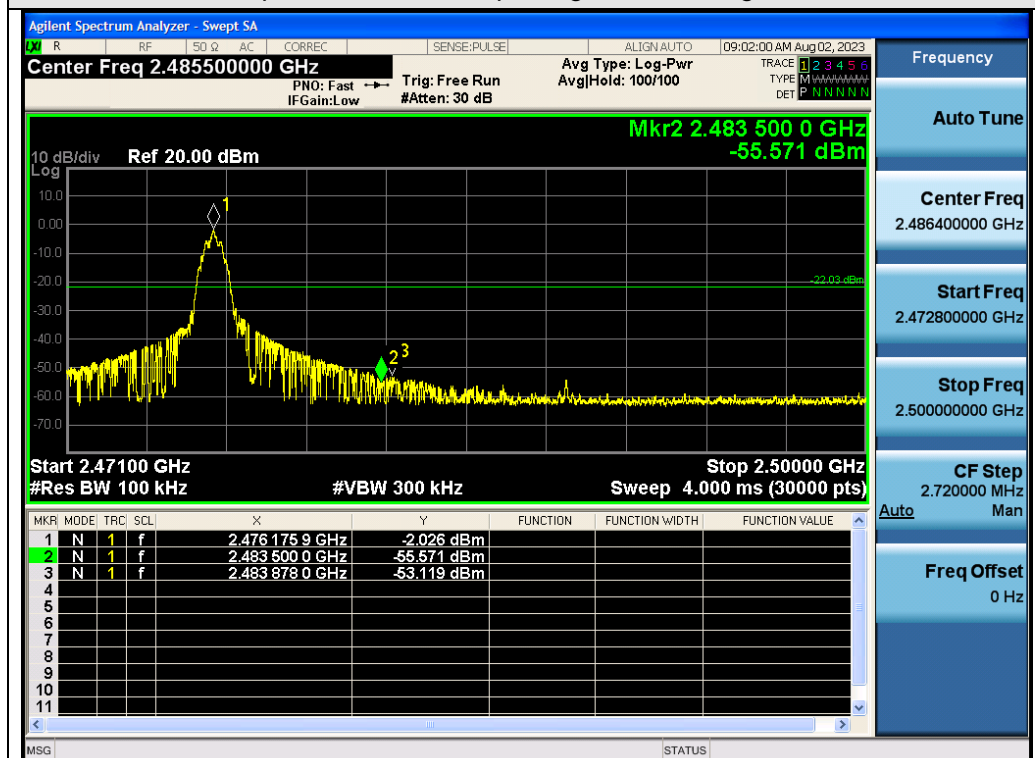 Agilent Spectrum Analyzer - Swept SA
LXI R RF 50 Ω AC CORREC SENSE:PULSE ALIGN AUTO 09:02:00 AM Aug 02, 2023
Center Freq 2.485500000 GHz
PNO: Fast
IFGain:Low
Trig: Free Run
#Atten: 30 dB
Avg Type: Log-Pwr
Avg|Hold: 100/100
TRACE 1 2 3 4 5 6
TYPE M
DET P N N N N N
Mkr2 2.483 500 0 GHz
-55.571 dBm
10 dB/div Ref 20.00 dBm
Log
10.0
0.00
-10.0
-20.0
-30.0
-40.0
-50.0
-60.0
-70.0
1
-22.03 dBm
2
3
Start 2.47100 GHz Stop 2.50000 GHz
#Res BW 100 kHz #VBW 300 kHz Sweep 4.000 ms (30000 pts)
MKR MODE TRC SCL X Y FUNCTION FUNCTION WIDTH FUNCTION VALUE
1 N 1 f 2.476 175 9 GHz -2.026 dBm
2 N 1 f 2.483 500 0 GHz -55.571 dBm
3 N 1 f 2.483 878 0 GHz -53.119 dBm
4
5
6
7
8
9
10
11
MSG STATUS
Frequency
Auto Tune
Center Freq
2.486400000 GHz
Start Freq
2.472800000 GHz
Stop Freq
2.500000000 GHz
CF Step
2.720000 MHz
Auto Man
Freq Offset
0 Hz